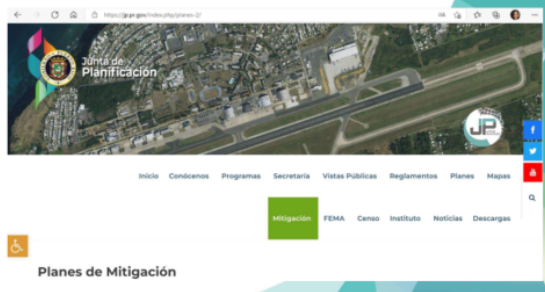 https://jp.pr.gov/index.php/planes-2/
Junta de
Planificación
JP
Inicio Conócenos Programas Secretaría Vistas Públicas Reglamentos Planes Mapas
Mitigación FEMA Censo Instituto Noticias Descargas
Planes de Mitigación